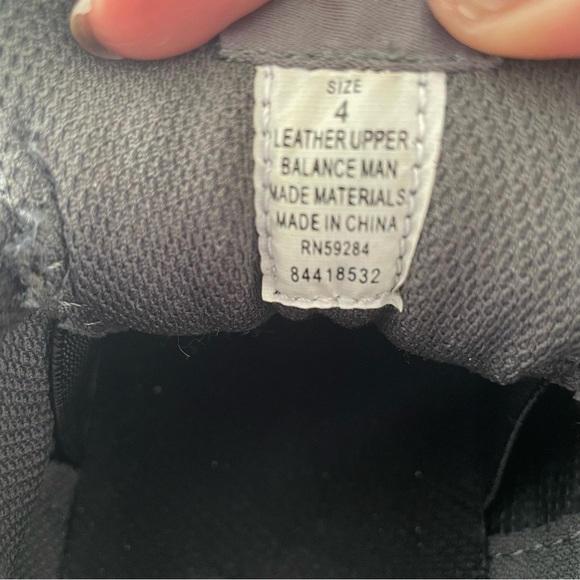 SIZE
4
LEATHER UPPER
BALANCE MAN
MADE MATERIALS
MADE IN CHINA
RN59284
84418532